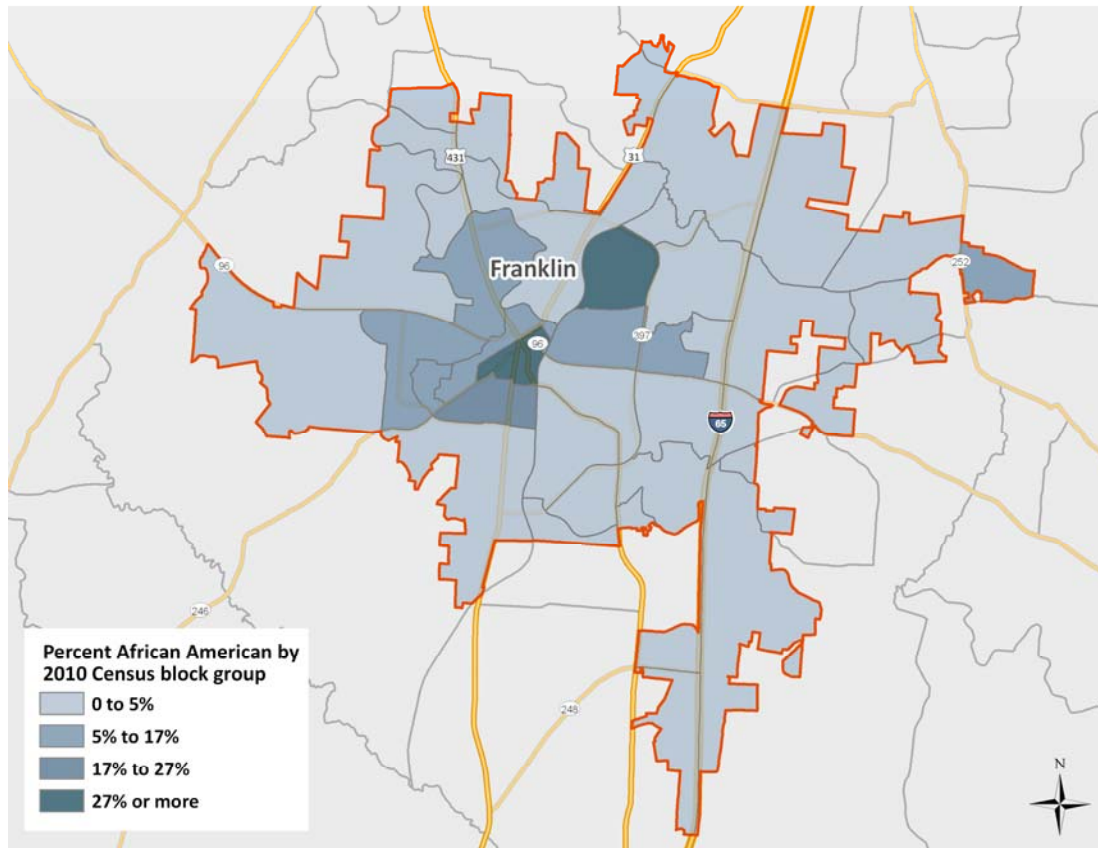 431
31
96
252
Franklin
397
96
65
246
248
Percent African American by
2010 Census block group
0 to 5%
5% to 17%
17% to 27%
27% or more
N